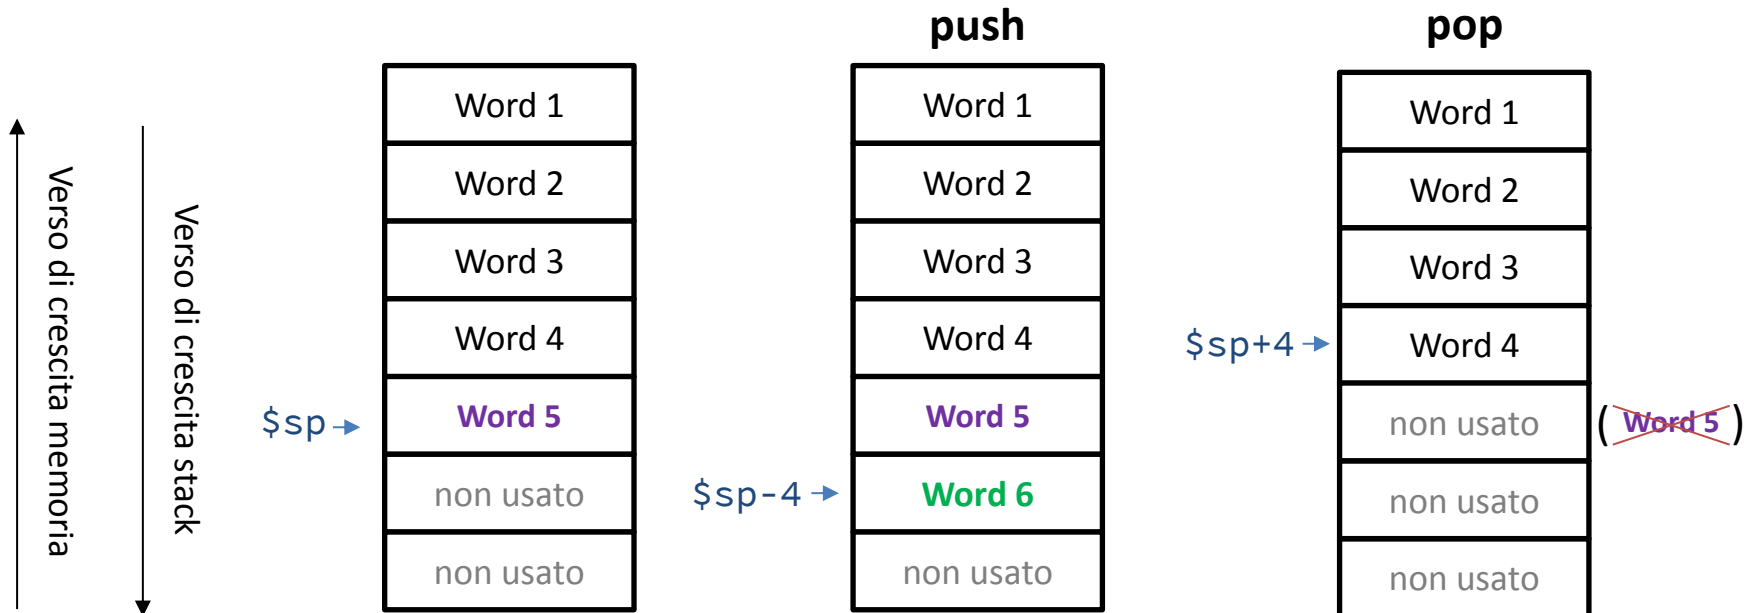 push
pop
Verso di crescita memoria
Verso di crescita stack
Word 1
Word 2
Word 3
Word 4
$sp
Word 5
non usato
non usato
Word 1
Word 2
Word 3
Word 4
Word 5
$sp-4
Word 6
non usato
Word 1
Word 2
Word 3
$sp+4
Word 4
non usato
(Word 5)
non usato
non usato